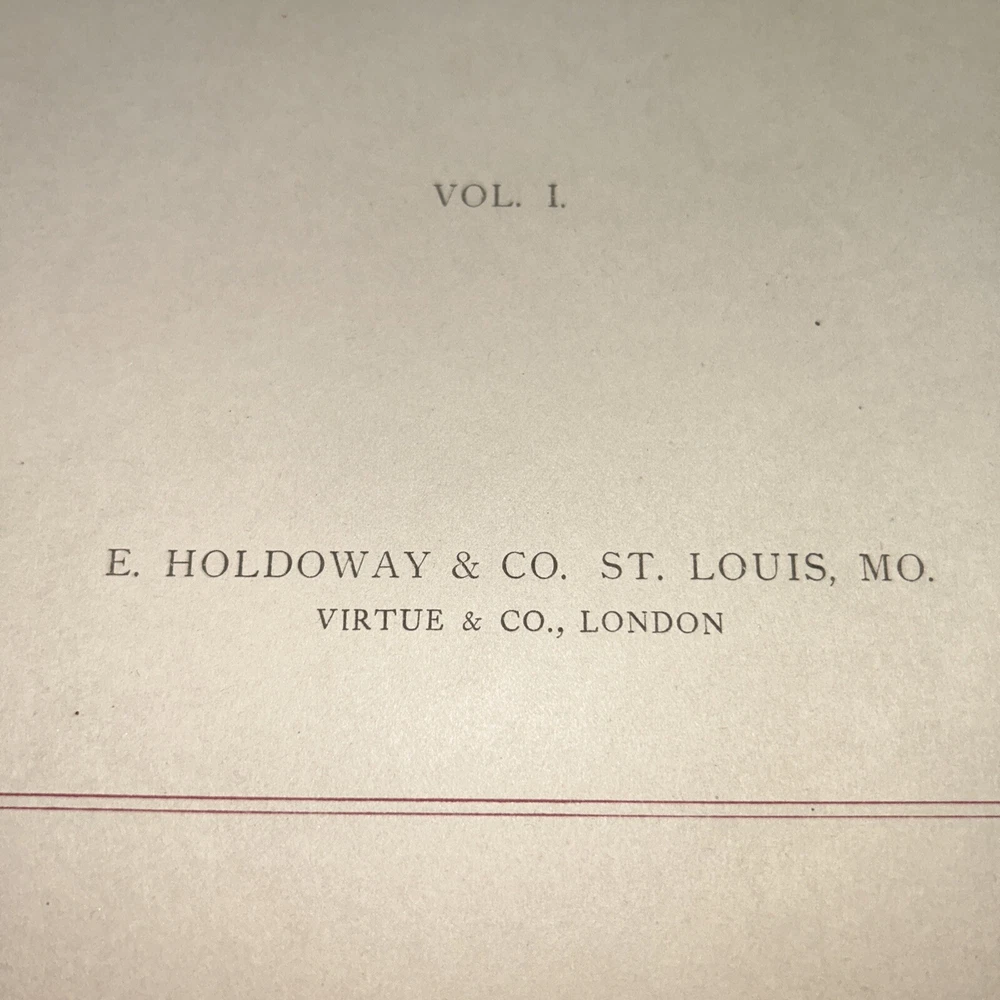 VOL. I.
E. HOLDOWAY & CO. ST. LOUIS, MO.
VIRTUE & CO., LONDON